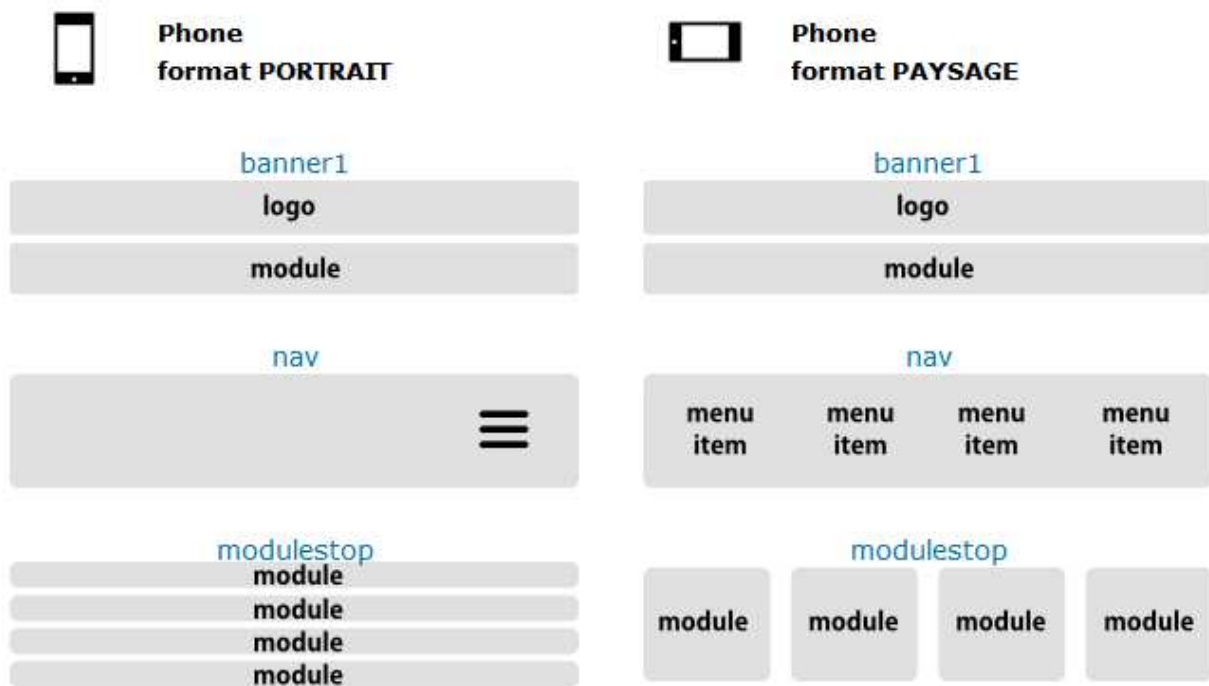 Phone
format PORTRAIT
banner1
logo
module
nav
modulestop
module
module
module
module
Phone
format PAYSAGE
banner1
logo
module
nav
menu menu menu menu
item item item item
modulestop
module module module module